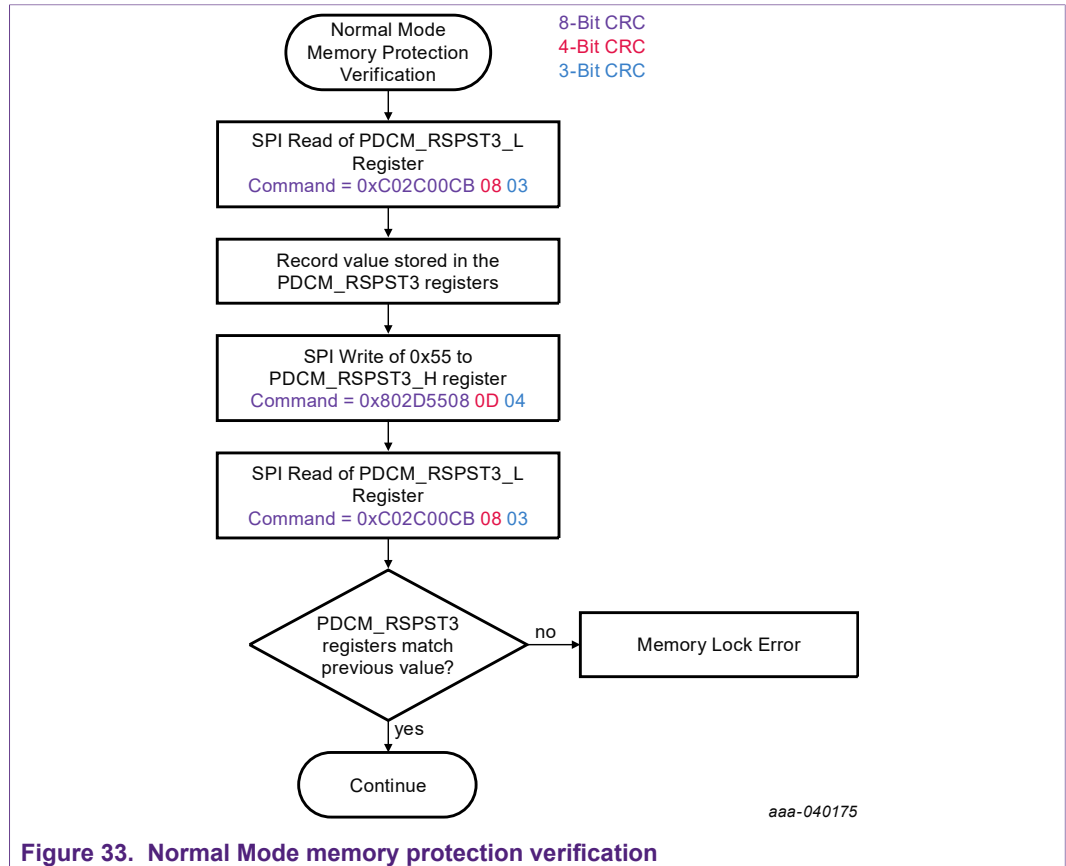 Normal Mode
Memory Protection
Verification
8-Bit CRC
4-Bit CRC
3-Bit CRC
SPI Read of PDCM_RSPST3_L
Register
Command = 0xC02C00CB 08 03
Record value stored in the
PDCM_RSPST3 registers
SPI Write of 0x55 to
PDCM_RSPST3_H register
Command = 0x802D5508 0D 04
SPI Read of PDCM_RSPST3_L
Register
Command = 0xC02C00CB 08 03
PDCM_RSPST3
registers match
previous value?
no
Memory Lock Error
yes
Continue
aaa-040175
Figure 33. Normal Mode memory protection verification